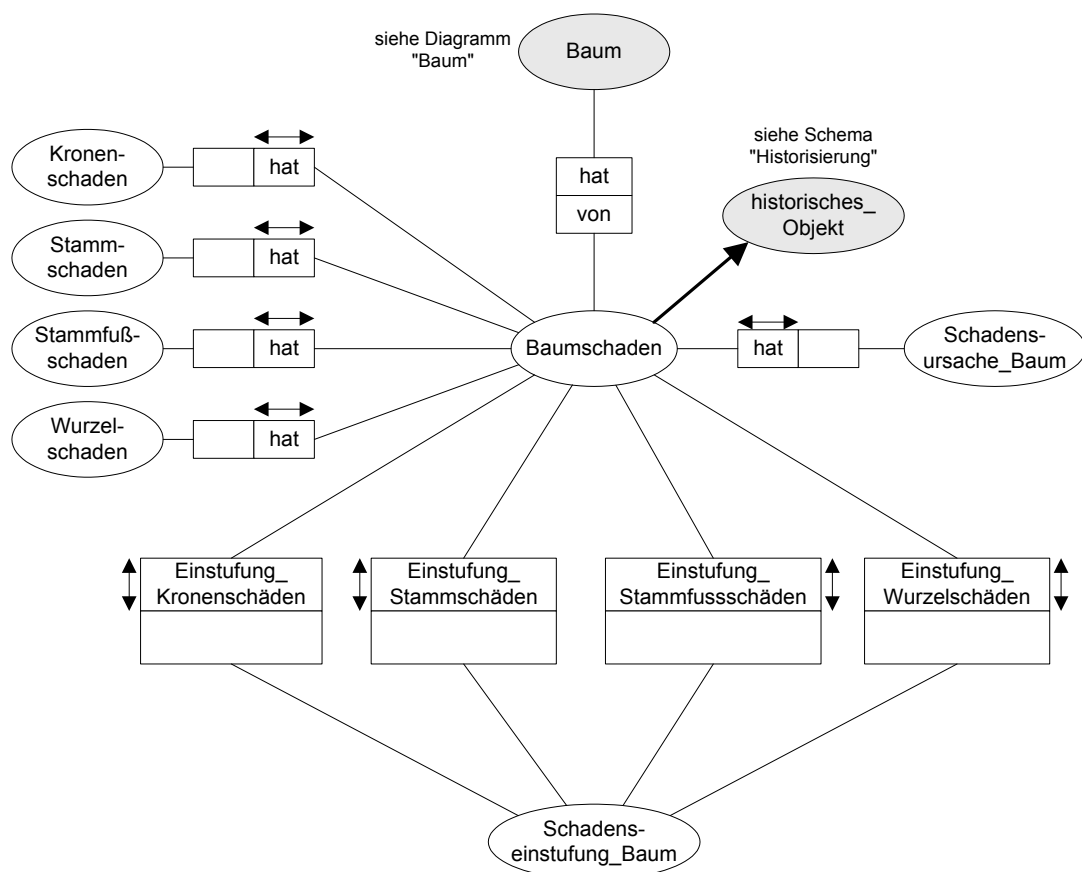 siehe Diagramm
"Baum"
Baum
siehe Schema
"Historisierung"
Kronen-
schaden
hat
hat
von
historisches_
Objekt
Stamm-
schaden
hat
Stammfuß-
schaden
hat
Baumschaden
hat
Schadens-
ursache_Baum
Wurzel-
schaden
hat
Einstufung_
Kronenschäden
Einstufung_
Stammschäden
Einstufung_
Stammfussschäden
Einstufung_
Wurzelschäden
Schadens-
einstufung_Baum